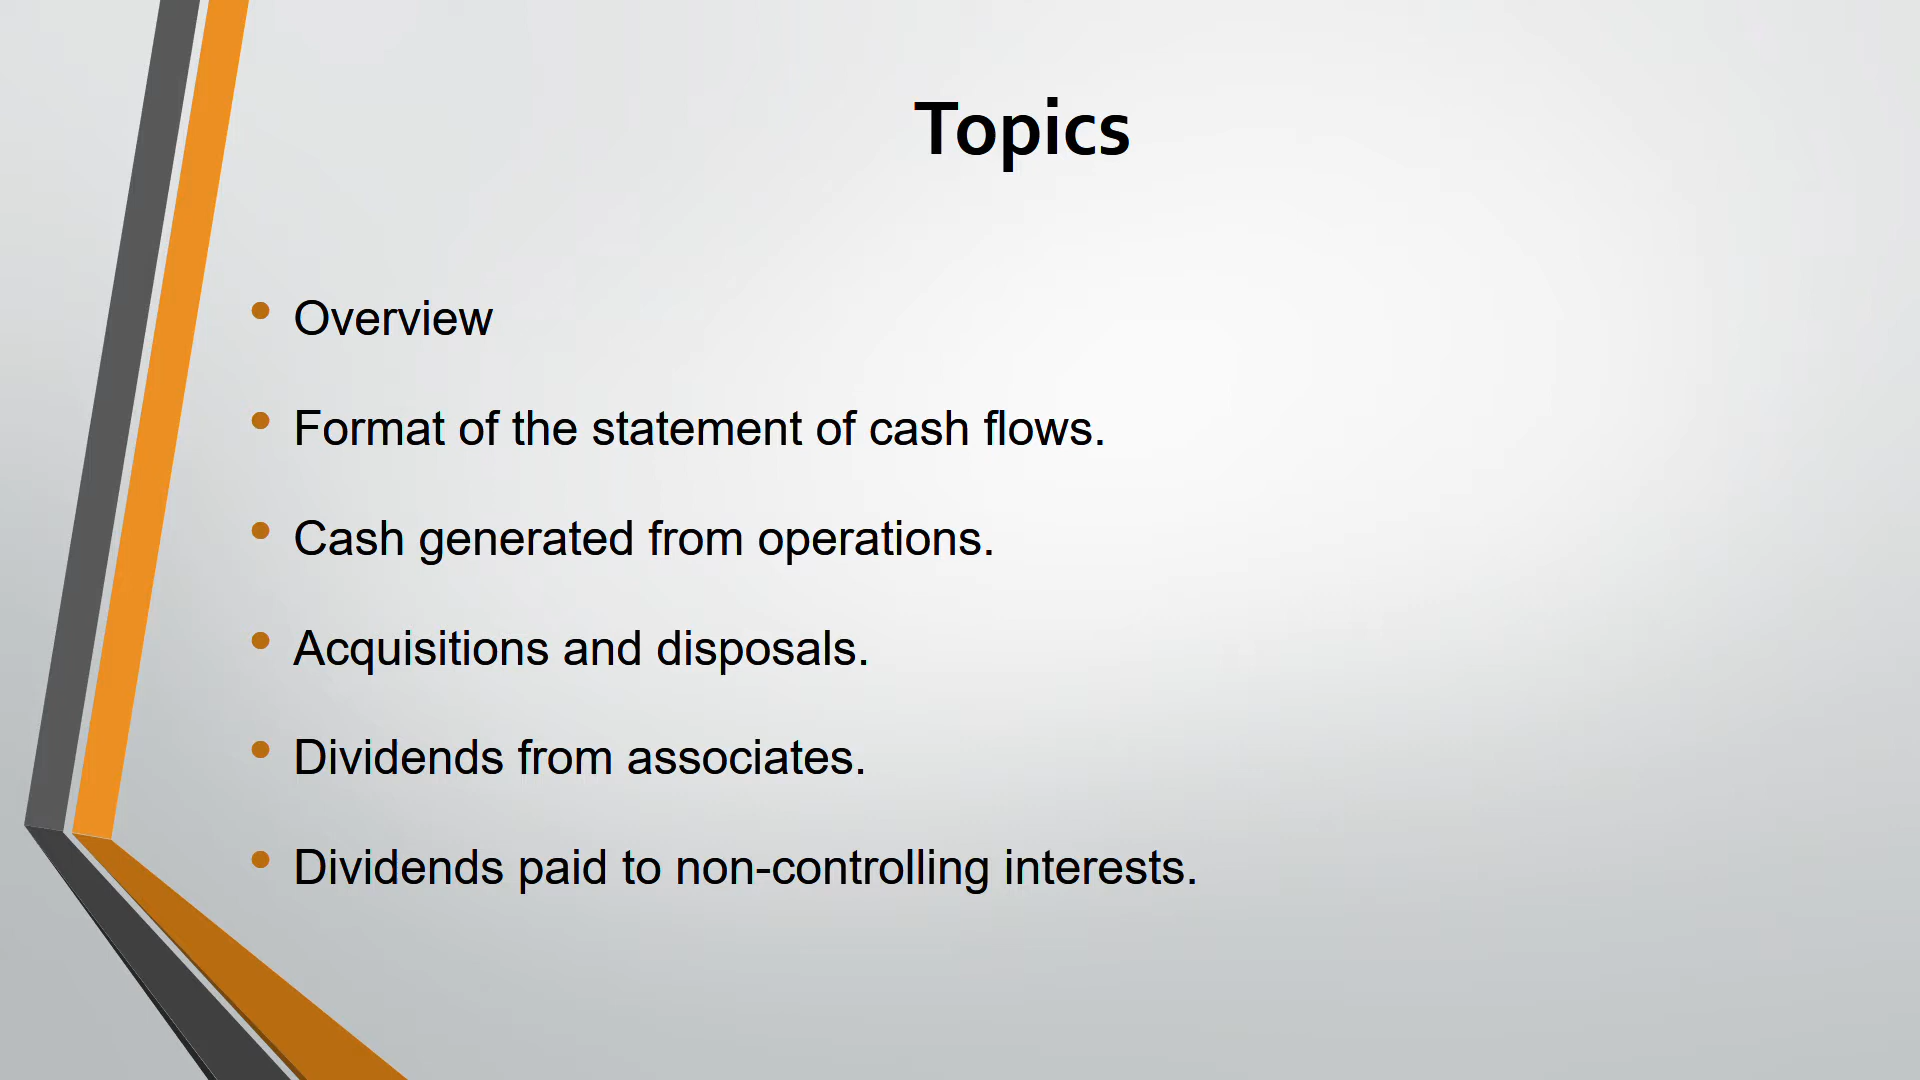 Topics
• Overview
• Format of the statement of cash flows.
• Cash generated from operations.
• Acquisitions and disposals.
• Dividends from associates.
• Dividends paid to non-controlling interests.